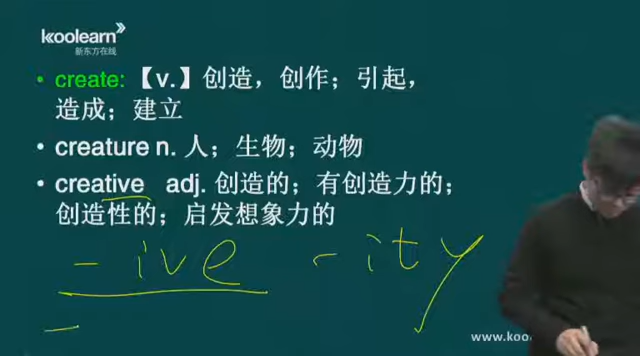 koolearn
新东方在线
• create:【v.】创造，创作；引起，
造成；建立
• creature n. 人；生物；动物
• creative adj. 创造的；有创造力的；
创造性的；启发想象力的
-ive -ity
www.koo